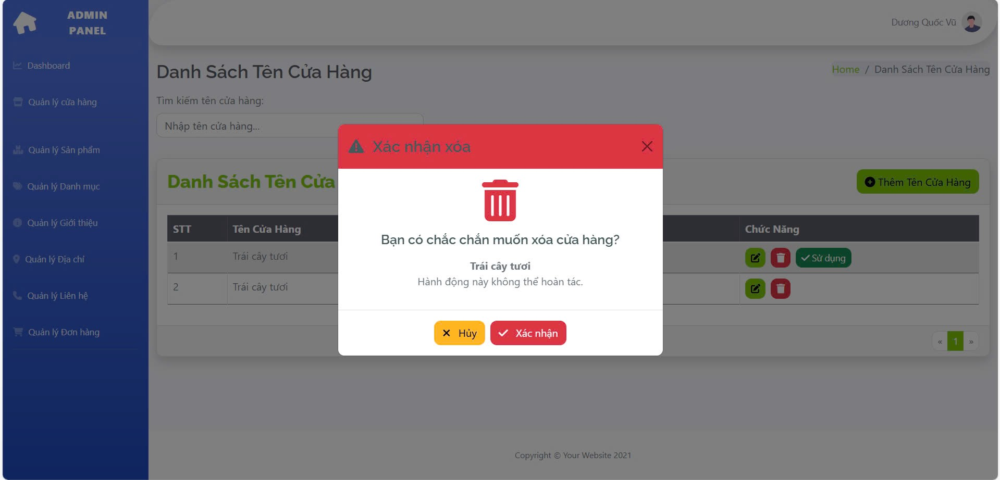 ADMIN
PANEL
Dương Quốc Vũ
Dashboard
Quản lý cửa hàng
Quản lý Sản phẩm
Quản lý Danh mục
Quản lý Giới thiệu
Quản lý Địa chỉ
Quản lý Liên hệ
Quản lý Đơn hàng
Danh Sách Tên Cửa Hàng
Home / Danh Sách Tên Cửa Hàng
Tìm kiếm tên cửa hàng:
Nhập tên cửa hàng...
Danh Sách Tên Cửa
Thêm Tên Cửa Hàng
STT Tên Cửa Hàng Chức Năng
1 Trái cây tươi Sử dụng
2 Trái cây tươi
« 1 »
Xác nhận xóa
Bạn có chắc chắn muốn xóa cửa hàng?
Trái cây tươi
Hành động này không thể hoàn tác.
Hủy Xác nhận
Copyright © Your Website 2021